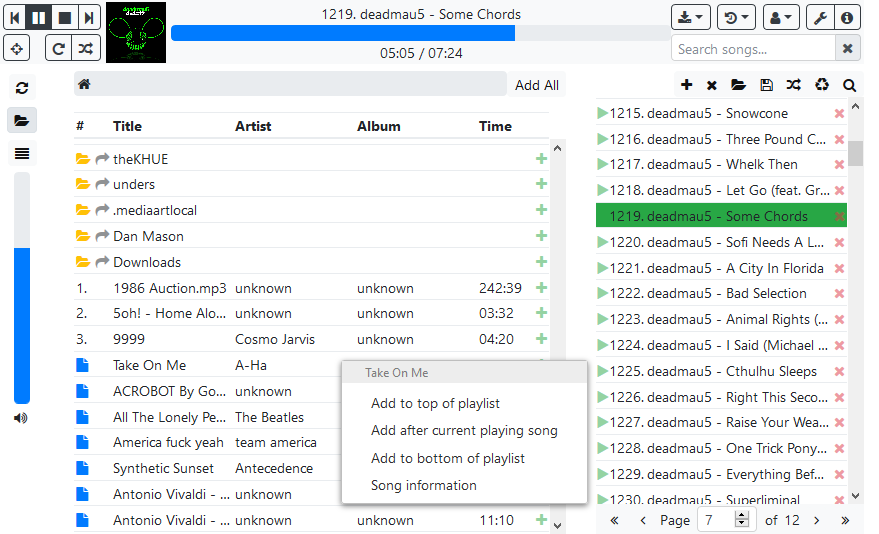 deadmau5
1219. deadmau5 - Some Chords
05:05 / 07:24
Search songs...
Add All
# Title Artist Album Time
theKHUE
unders
.mediaartlocal
Dan Mason
Downloads
1. 1986 Auction.mp3 unknown unknown 242:39
2. 5oh! - Home Alo... unknown unknown 03:32
3. 9999 Cosmo Jarvis unknown 04:20
Take On Me A-Ha
ACROBOT By Go... unknown
All The Lonely Pe... The Beatles
America fuck yeah team america
Synthetic Sunset Antecedence
Antonio Vivaldi - ... unknown
Antonio Vivaldi - ... unknown unknown 11:10
Take On Me
Add to top of playlist
Add after current playing song
Add to bottom of playlist
Song information
1215. deadmau5 - Snowcone
1216. deadmau5 - Three Pound C...
1217. deadmau5 - Whelk Then
1218. deadmau5 - Let Go (feat. Gr...
1219. deadmau5 - Some Chords
1220. deadmau5 - Sofi Needs A L...
1221. deadmau5 - A City In Florida
1222. deadmau5 - Bad Selection
1223. deadmau5 - Animal Rights (...
1224. deadmau5 - I Said (Michael ...
1225. deadmau5 - Cthulhu Sleeps
1226. deadmau5 - Right This Seco...
1227. deadmau5 - Raise Your Wea...
1228. deadmau5 - One Trick Pony...
1229. deadmau5 - Everything Bef...
1230. deadmau5 - Superliminal
« ‹ Page 7 of 12 › »